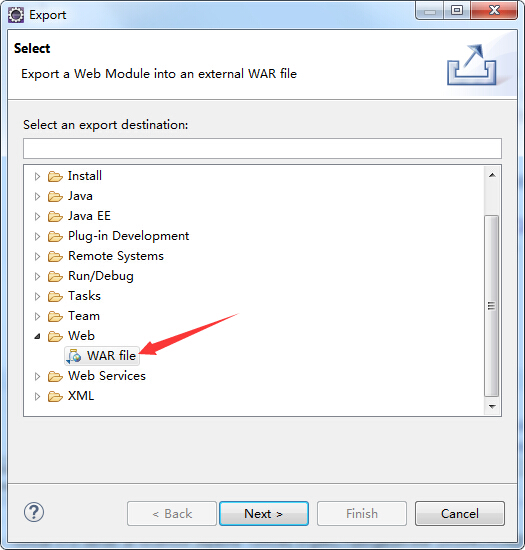 Export
Select
Export a Web Module into an external WAR file
Select an export destination:
Install
Java
Java EE
Plug-in Development
Remote Systems
Run/Debug
Tasks
Team
Web
WAR file
Web Services
XML
?
< Back
Next >
Finish
Cancel